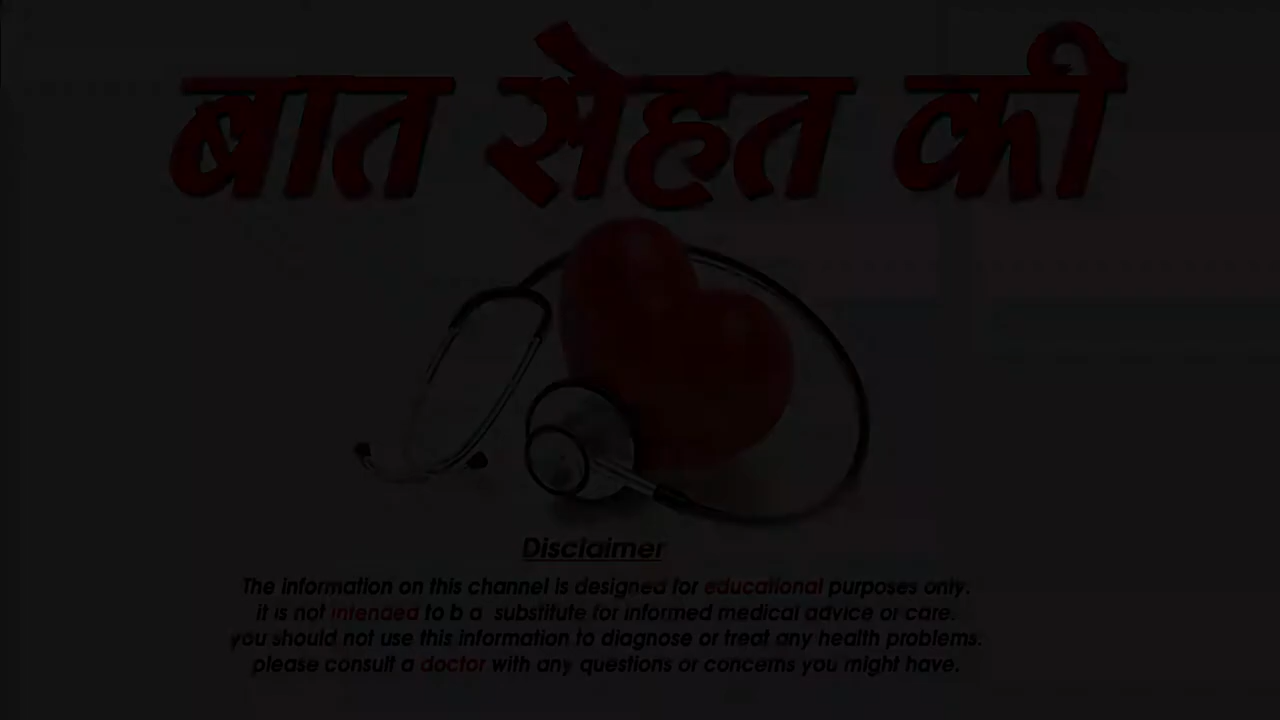 बात सेहत की
Disclaimer
The information on this channel is designed for educational purposes only.
it is not intended to b a substitute for informed medical advice or care.
you should not use this information to diagnose or treat any health problems.
please consult a doctor with any questions or concerns you might have.